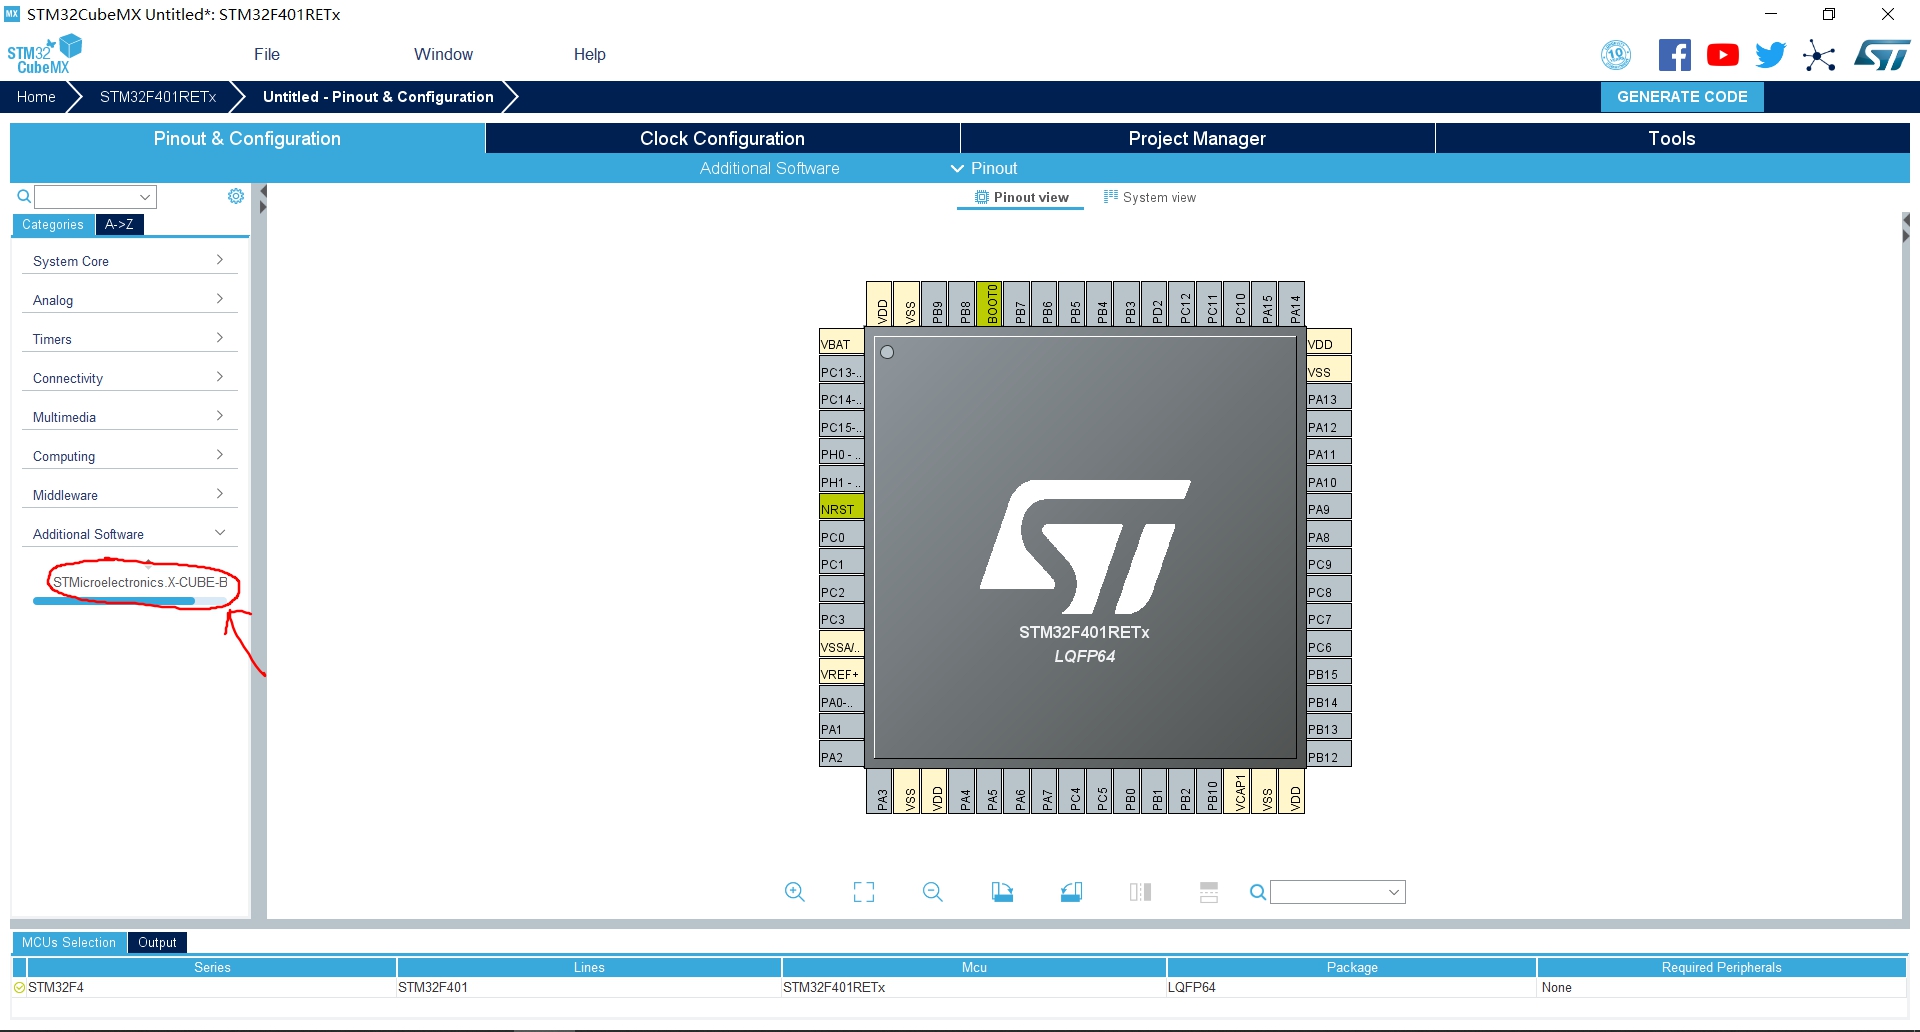 MX STM32CubeMX Untitled*: STM32F401RETx
STM32
CubeMX
File
Window
Help
10
Home
STM32F401RETx
Untitled - Pinout & Configuration
GENERATE CODE
Pinout & Configuration
Clock Configuration
Project Manager
Tools
Additional Software
Pinout
Pinout view
System view
Categories
A->Z
System Core
Analog
Timers
Connectivity
Multimedia
Computing
Middleware
Additional Software
STMicroelectronics.X-CUBE-B
VDD
VSS
PB9
PB8
BOOT0
PB7
PB6
PB5
PB4
PB3
PD2
PC12
PC11
PC10
PA15
PA14
VBAT
PC13-..
PC14-..
PC15-..
PH0 - ..
PH1 - ..
NRST
PC0
PC1
PC2
PC3
VSSA/..
VREF+
PA0-..
PA1
PA2
VDD
VSS
PA13
PA12
PA11
PA10
PA9
PA8
PC9
PC8
PC7
PC6
PB15
PB14
PB13
PB12
PA3
VSS
VDD
PA4
PA5
PA6
PA7
PC4
PC5
PB0
PB1
PB2
PB10
VCAP1
VSS
VDD
ST
STM32F401RETx
LQFP64
MCUs Selection
Output
Series
Lines
Mcu
Package
Required Peripherals
STM32F4
STM32F401
STM32F401RETx
LQFP64
None